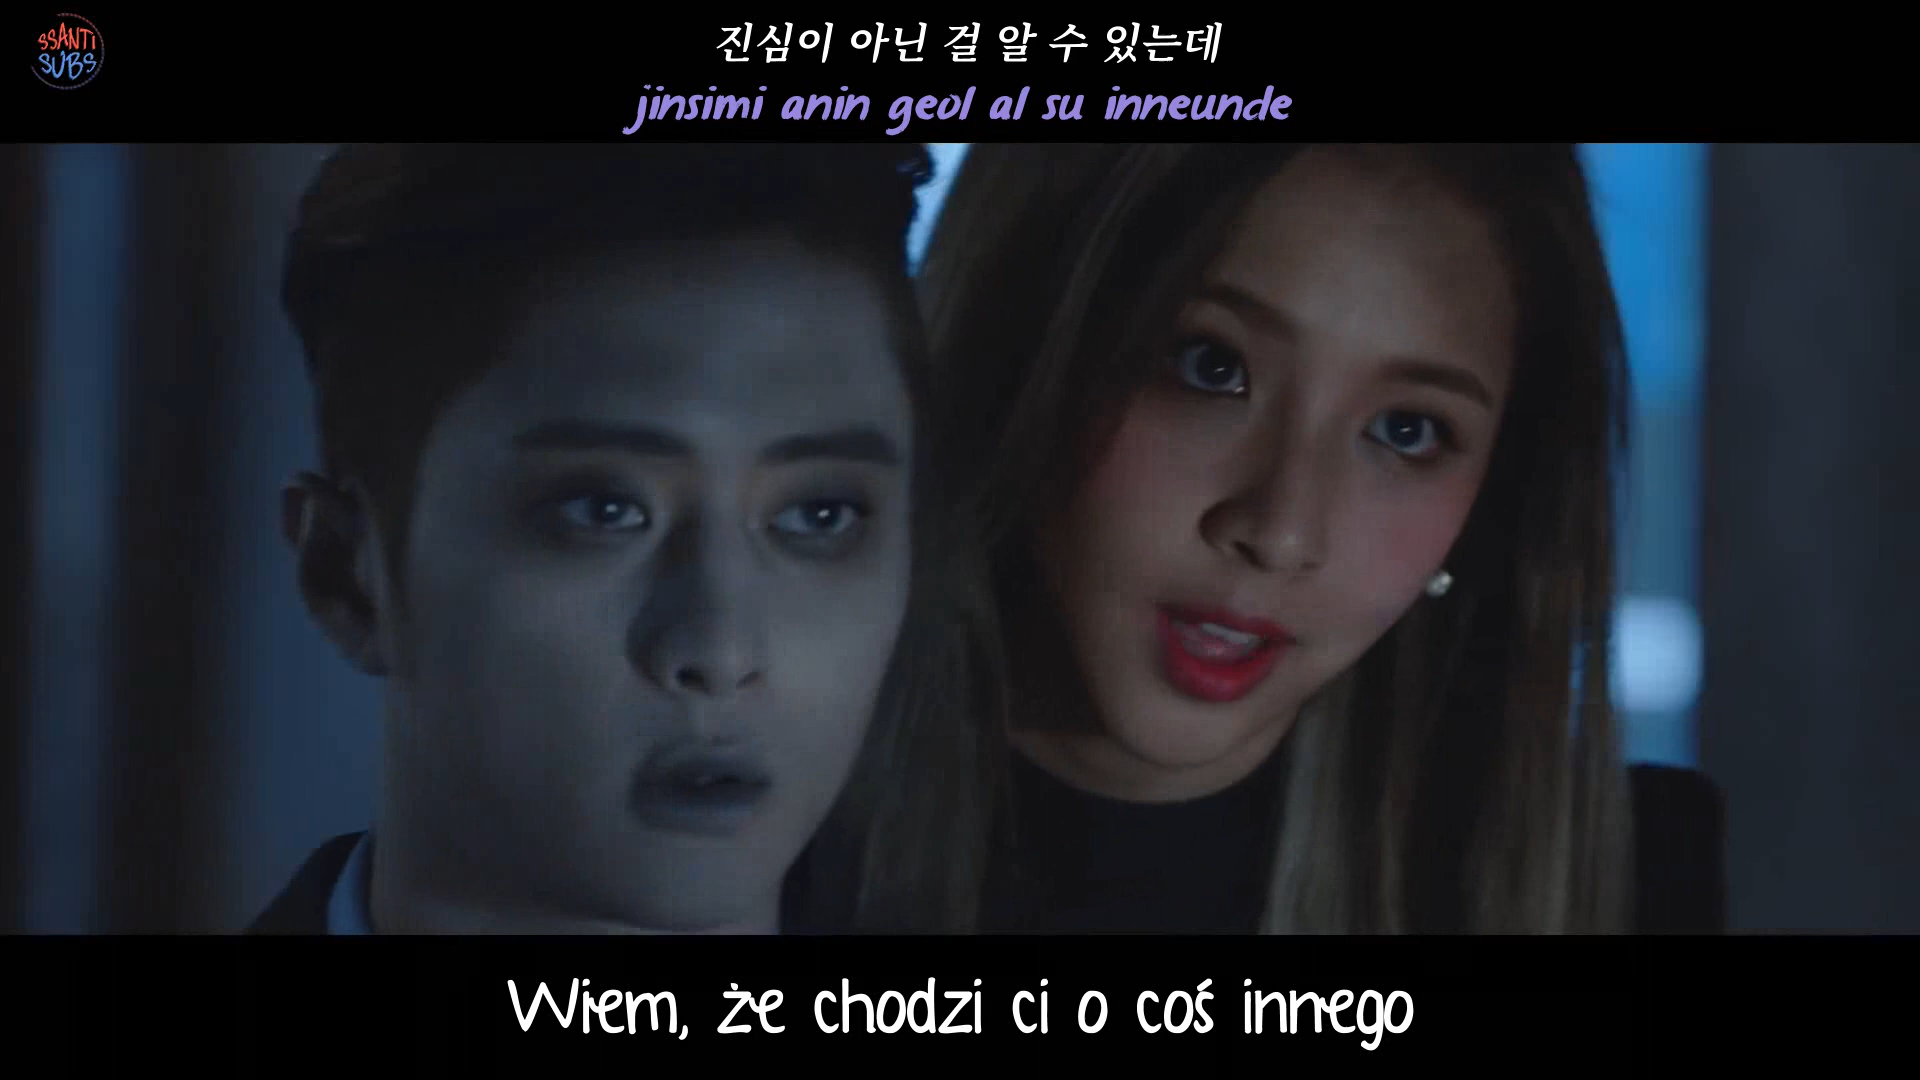 SSANTI
SUBS
진심이 아닌 걸 알 수 있는데
jinsimi anin geol al su inneunde
Wiem, że chodzi ci o coś innego